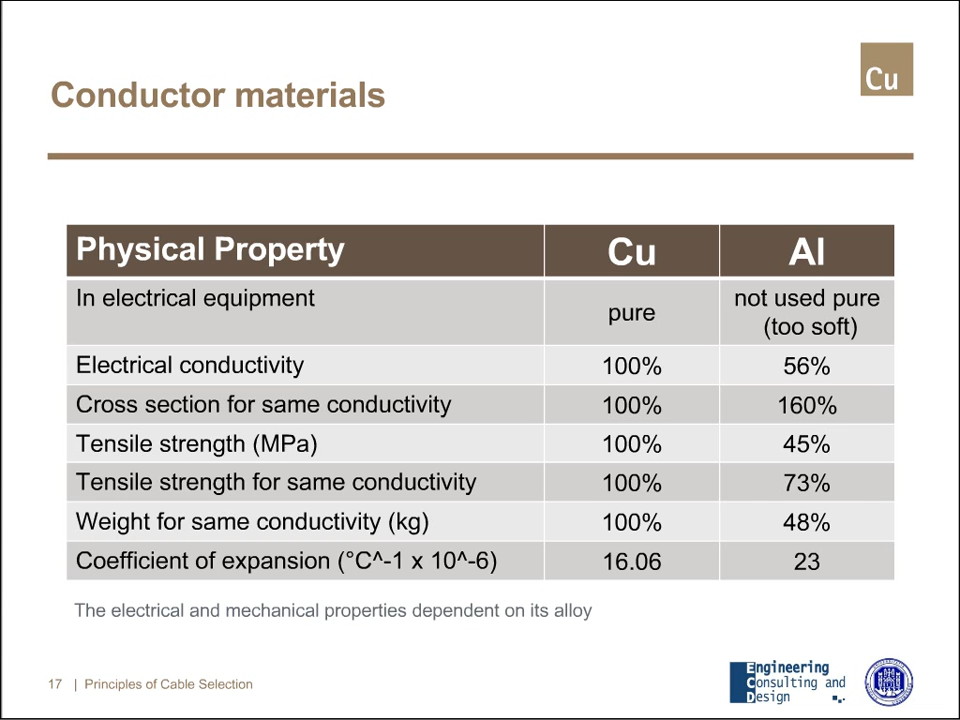 Cu
Conductor materials
Physical Property Cu Al
In electrical equipment pure not used pure
(too soft)
Electrical conductivity 100% 56%
Cross section for same conductivity 100% 160%
Tensile strength (MPa) 100% 45%
Tensile strength for same conductivity 100% 73%
Weight for same conductivity (kg) 100% 48%
Coefficient of expansion (°C^-1 x 10^-6) 16.06 23
The electrical and mechanical properties dependent on its alloy
17 | Principles of Cable Selection
Engineering
Consulting and
Design